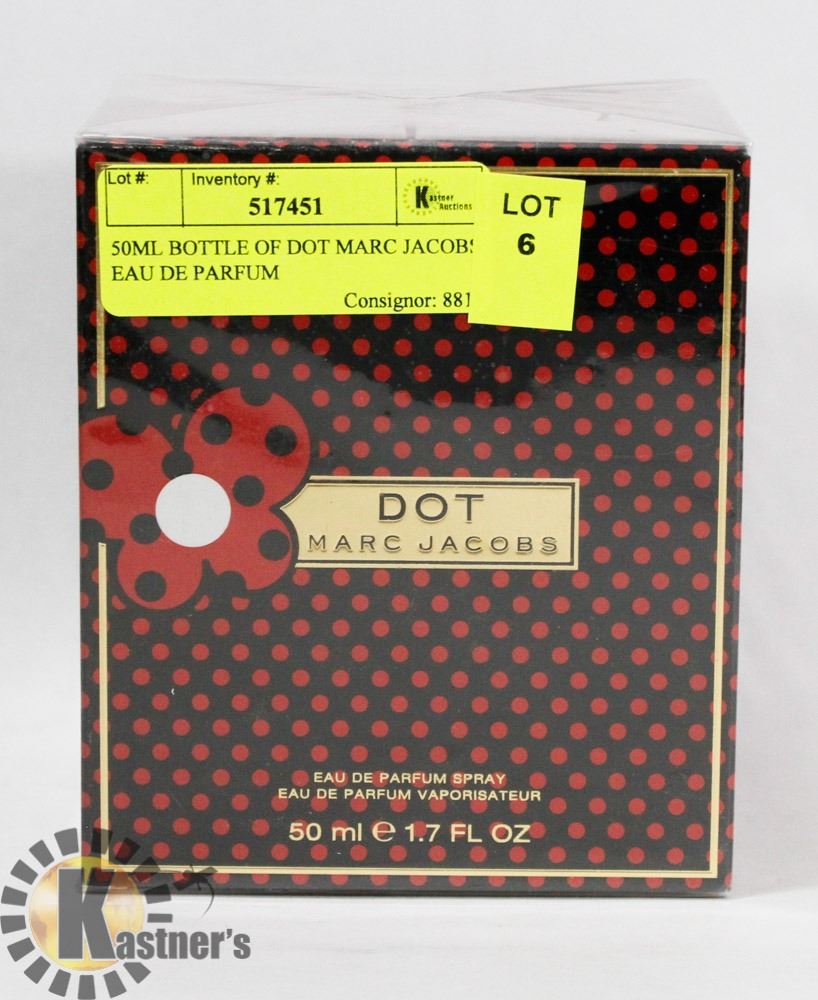 Lot #: Inventory #:
517451
Kastner
Auctions
LOT
6
50ML BOTTLE OF DOT MARC JACOBS
EAU DE PARFUM
Consignor: 881
DOT
MARC JACOBS
EAU DE PARFUM SPRAY
EAU DE PARFUM VAPORISATEUR
50 ml e 1.7 FL OZ
Kastner's